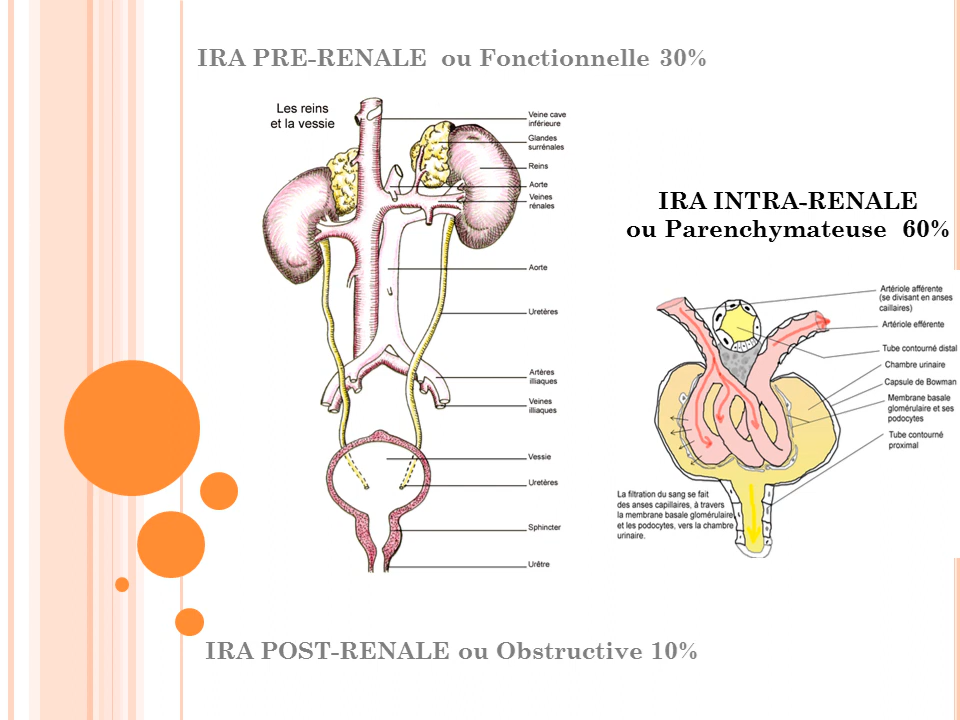 IRA PRE-RENALE ou Fonctionnelle 30%
Les reins
et la vessie
Veine cave
inférieure
Glandes
surrénales
Reins
Aorte
Veines
rénales
Aorte
Uretères
Artères
illiaques
Veines
illiaques
Vessie
Uretères
Sphincter
Urètre
IRA INTRA-RENALE
ou Parenchymateuse 60%
Artériole afférente
(se divisant en anses
caillaires)
Artériole efférente
Tube contourné distal
Chambre urinaire
Capsule de Bowman
Membrane basale
glomérulaire et ses
podocytes
Tube contourné
proximal
La filtration du sang se fait
des anses capillaires, à travers
la membrane basale glomérulaire
et les podocytes, vers la chambre
urinaire.
IRA POST-RENALE ou Obstructive 10%